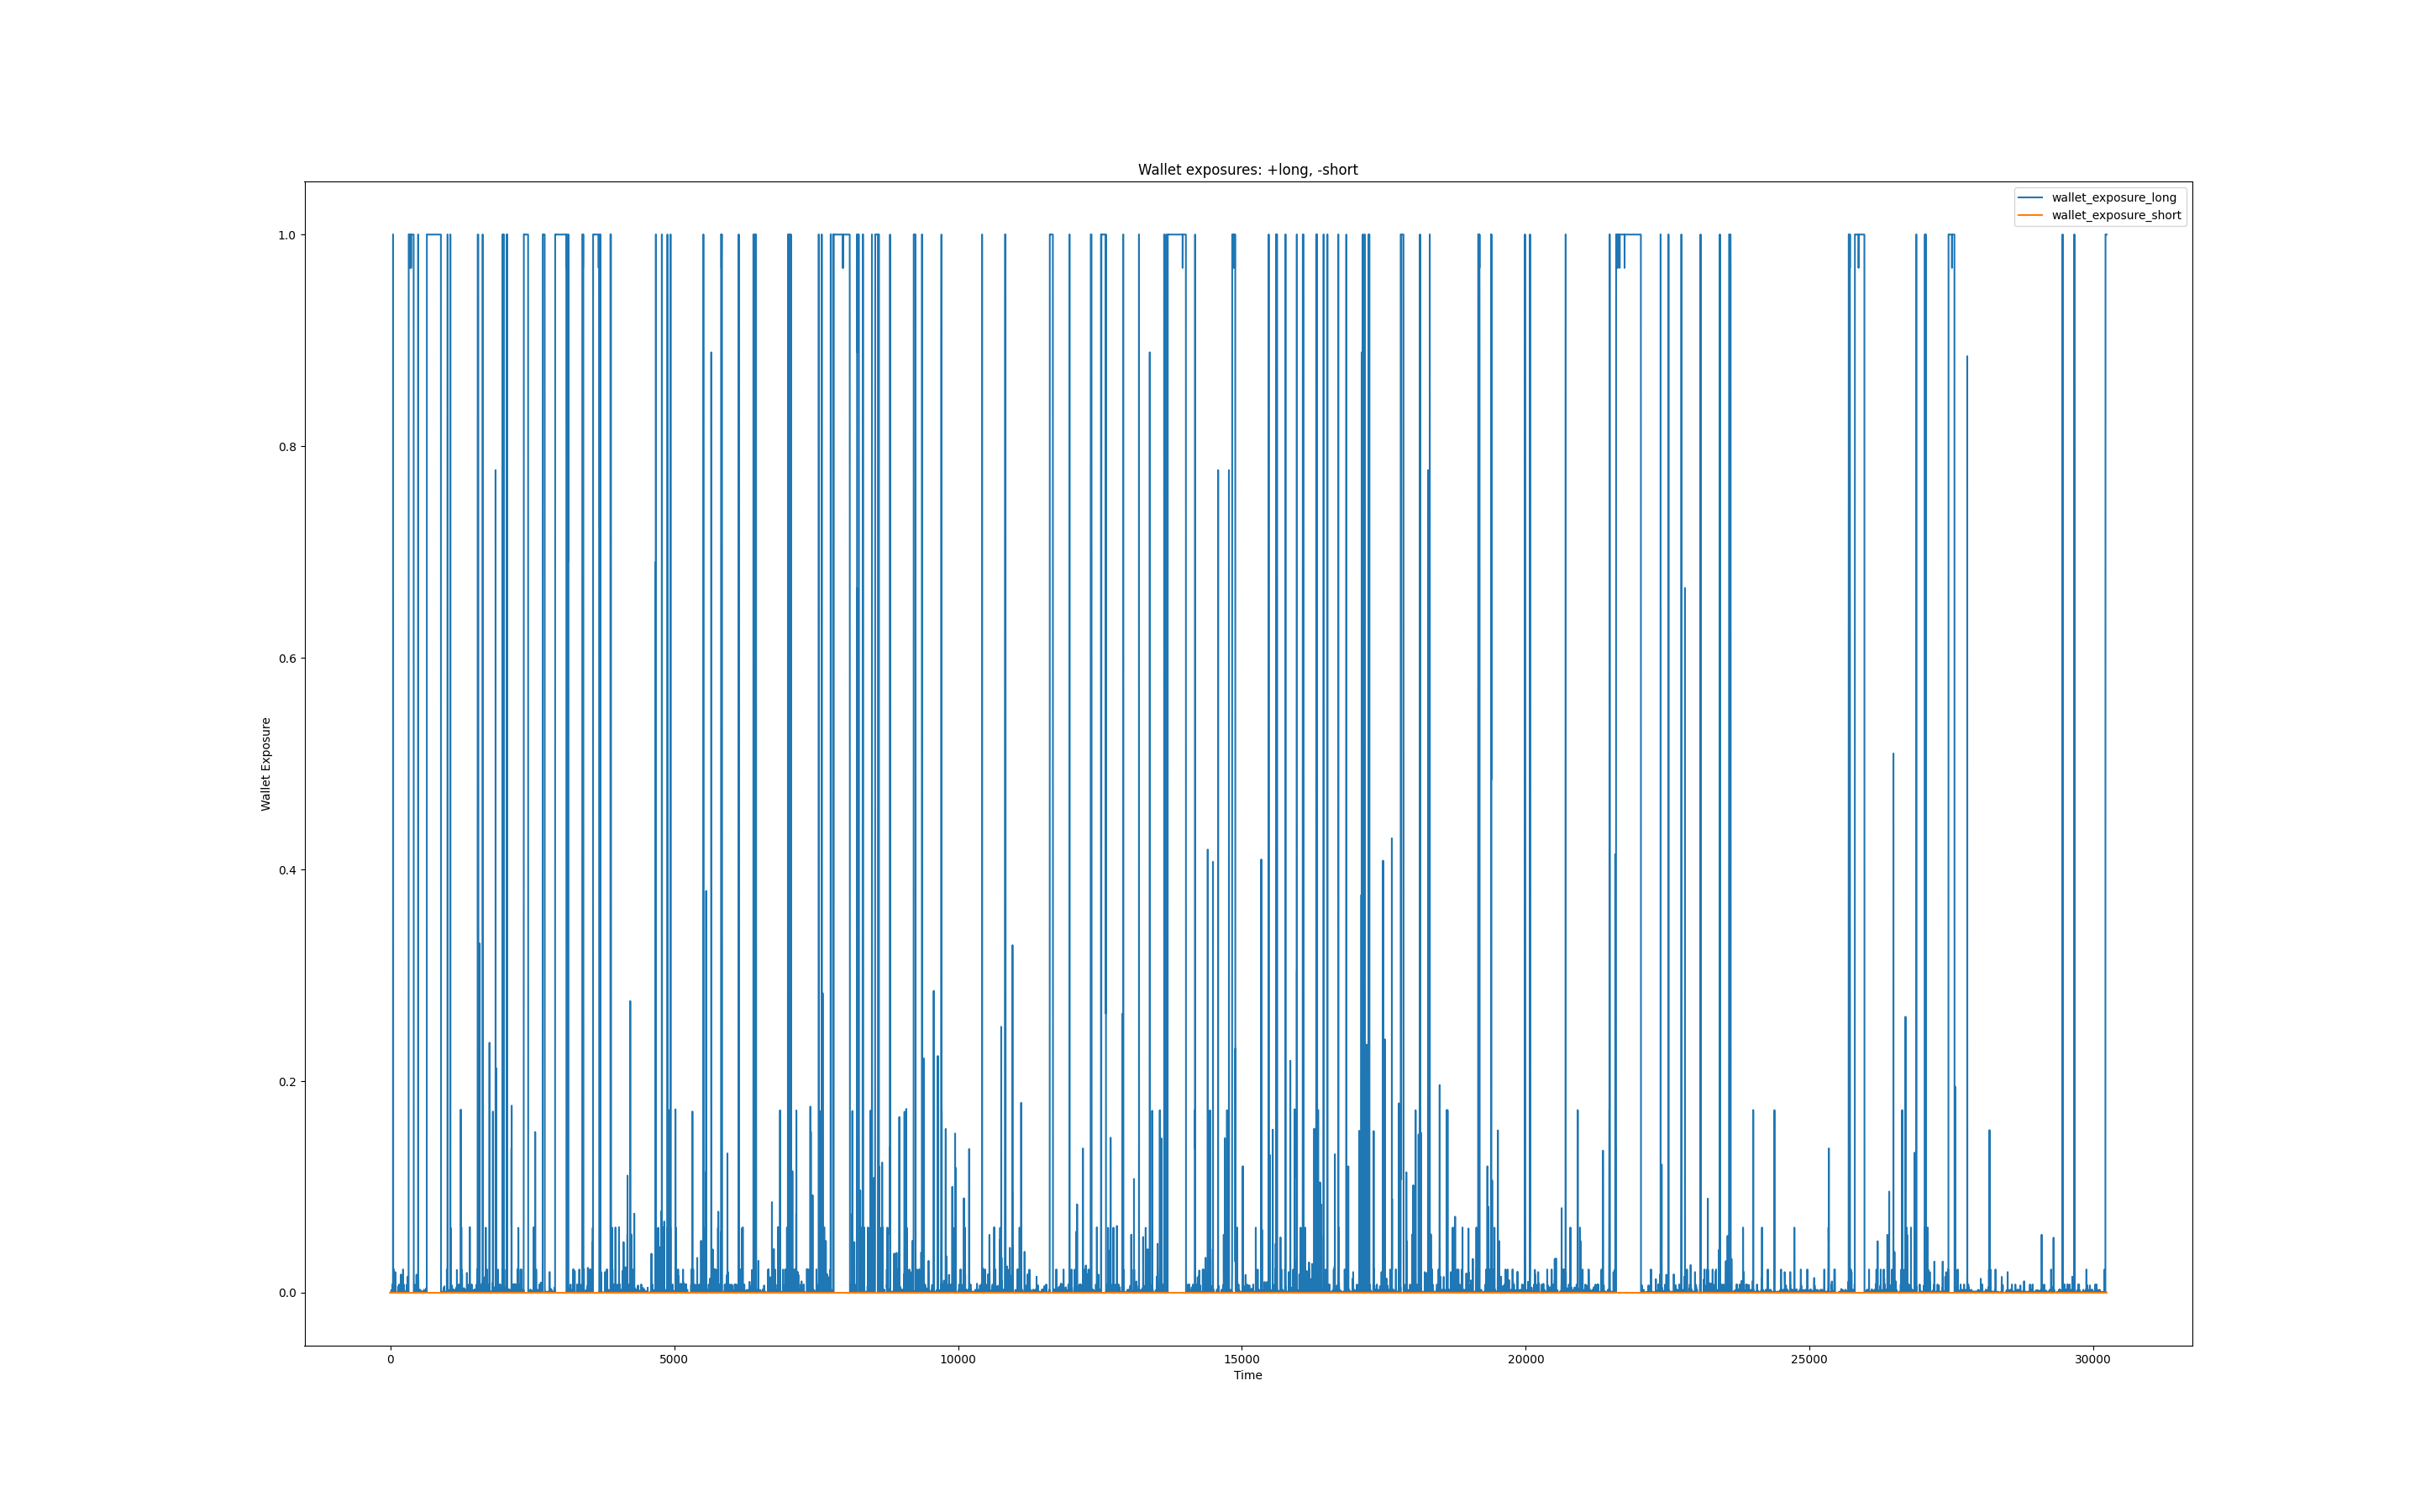 Wallet exposures: +long, -short
wallet_exposure_long
wallet_exposure_short
1.0
0.8
0.6
0.4
0.2
0.0
Wallet Exposure
0 5000 10000 15000 20000 25000 30000
Time